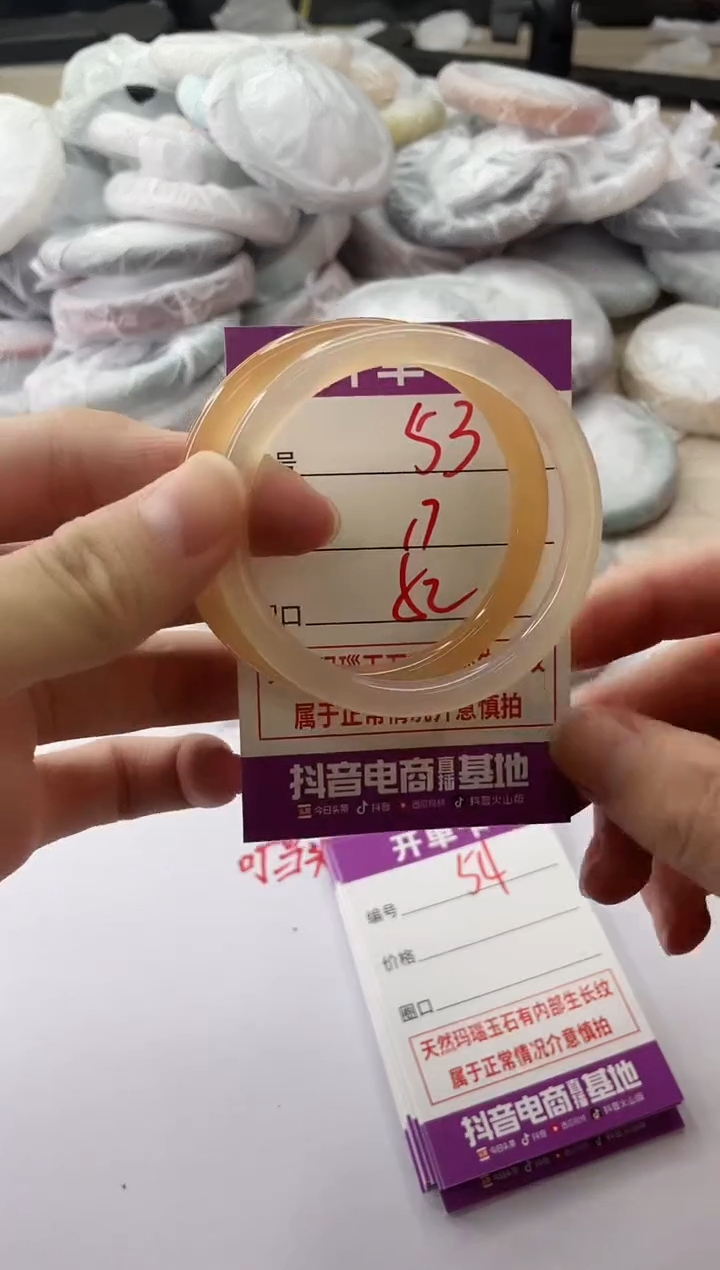 53
17
62
属于正常情况介意慎拍
抖音电商直播基地
今日头条 抖音 西瓜视频 抖音火山版
叮当
开单卡
54
编号
价格
圈口
天然玛瑙玉石有内部生长纹
属于正常情况介意慎拍
抖音电商直播基地
今日头条 抖音 西瓜视频 抖音火山版